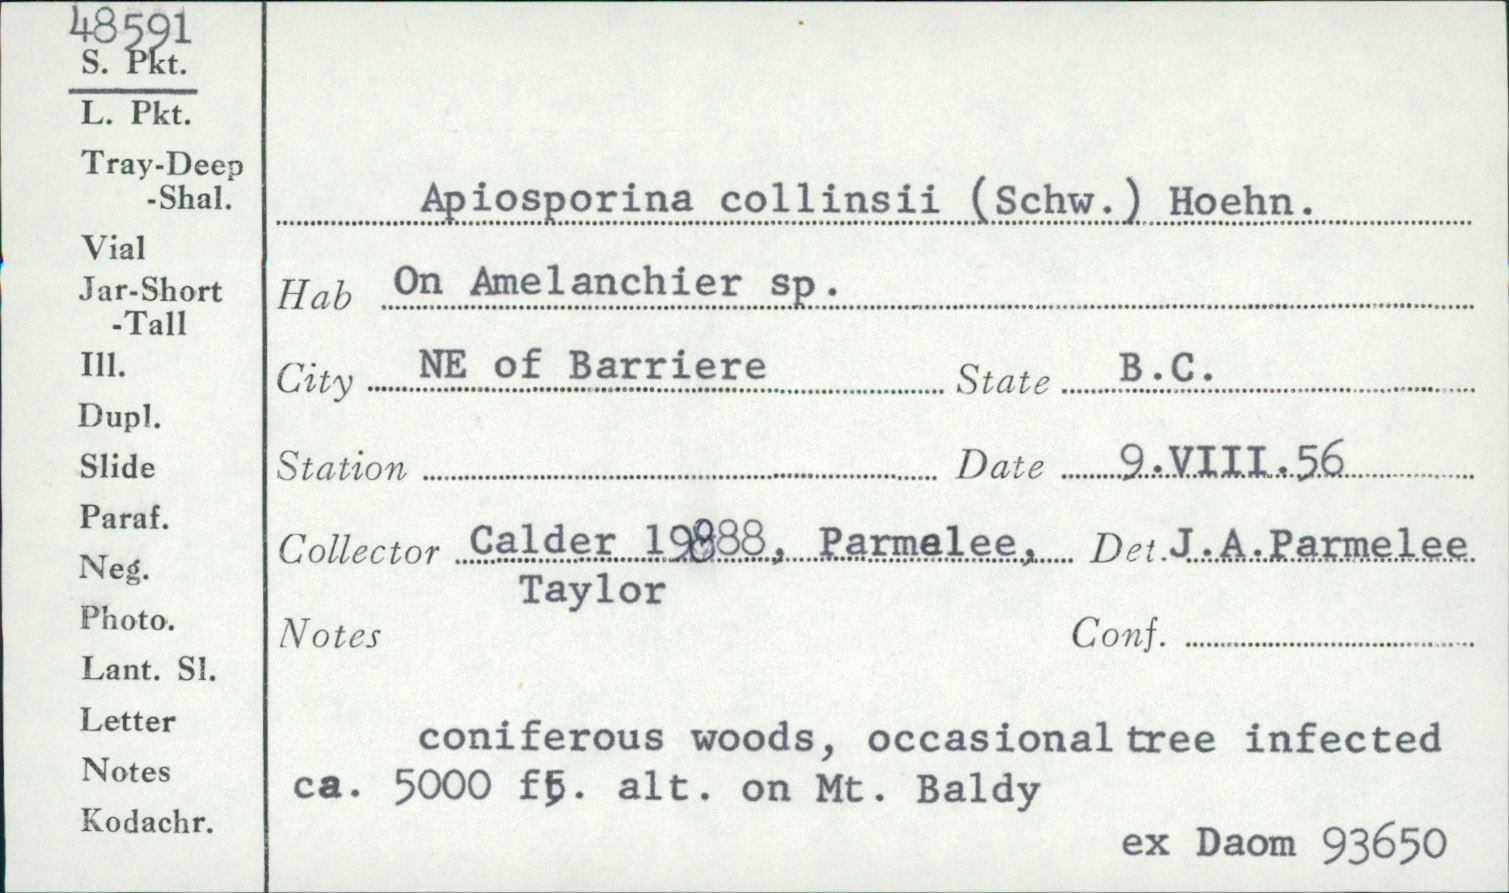 48591
S. Pkt.
L. Pkt.
Tray-Deep
-Shal.
Vial
Jar-Short
-Tall
Ill.
Dupl.
Slide
Paraf.
Neg.
Photo.
Lant. Sl.
Letter
Notes
Kodachr.
Apiosporina collinsii (Schw.) Hoehn.
Hab On Amelanchier sp.
City NE of Barriere State B.C.
Station Date 9.VIII.56
Collector Calder 19888, Parmelee, Det. J.A.Parmelee
Taylor
Notes Conf.
coniferous woods, occasional tree infected
ca. 5000 ft. alt. on Mt. Baldy
ex Daom 93650